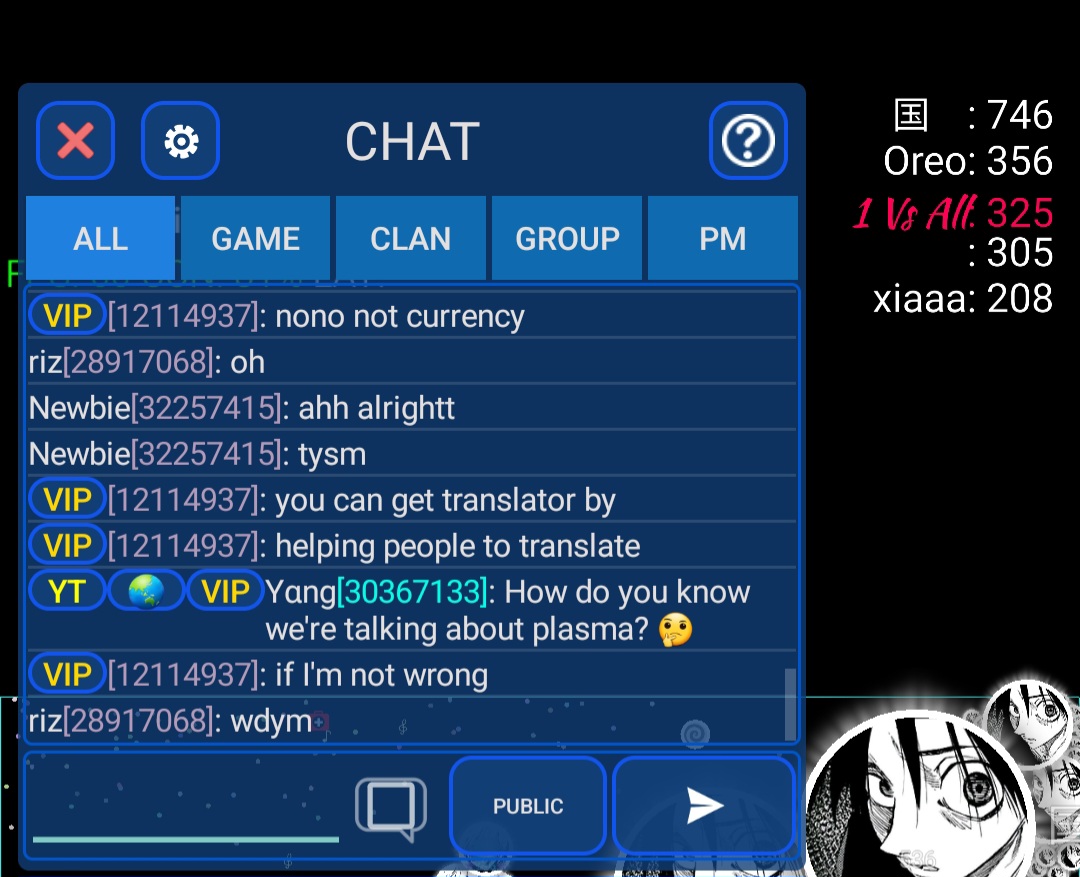 CHAT
ALL GAME CLAN GROUP PM
VIP [12114937]: nono not currency
riz[28917068]: oh
Newbie[32257415]: ahh alrightt
Newbie[32257415]: tysm
VIP [12114937]: you can get translator by
VIP [12114937]: helping people to translate
YT 🌏 VIP Yɑng[30367133]: How do you know
we're talking about plasma? 🤔
VIP [12114937]: if I'm not wrong
riz[28917068]: wdym
PUBLIC
国 : 746
Oreo: 356
1 Vs All: 325
: 305
xiaaa: 208